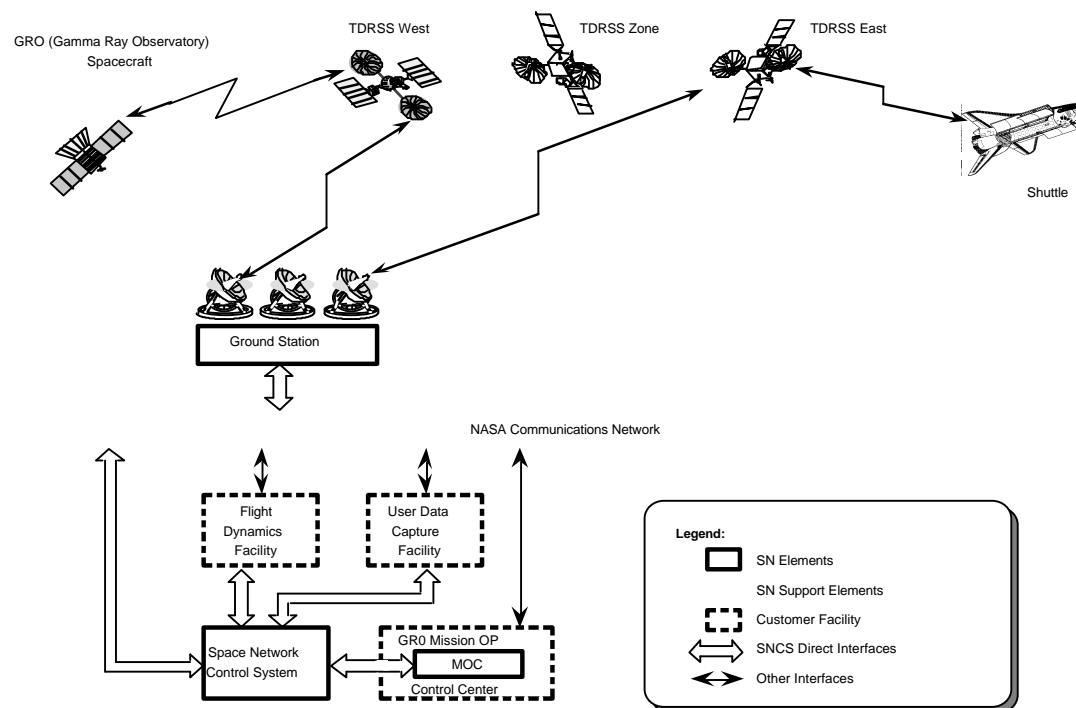 GRO (Gamma Ray Observatory)
Spacecraft
TDRSS West
TDRSS Zone
TDRSS East
Shuttle
Ground Station
NASA Communications Network
Flight
Dynamics
Facility
User Data
Capture
Facility
Space Network
Control System
GR0 Mission OP
MOC
Control Center
Legend:
SN Elements
SN Support Elements
Customer Facility
SNCS Direct Interfaces
Other Interfaces